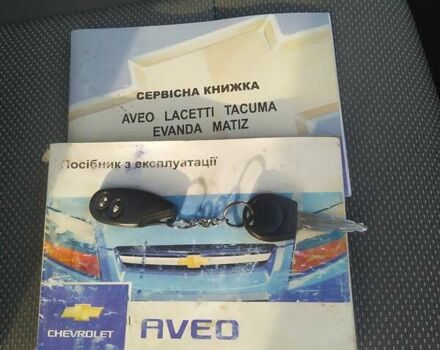 СЕРВІСНА КНИЖКА
AVEO LACETTI TACUMA
EVANDA MATIZ
Посібник з експлуатації
CHEVROLET
AVEO